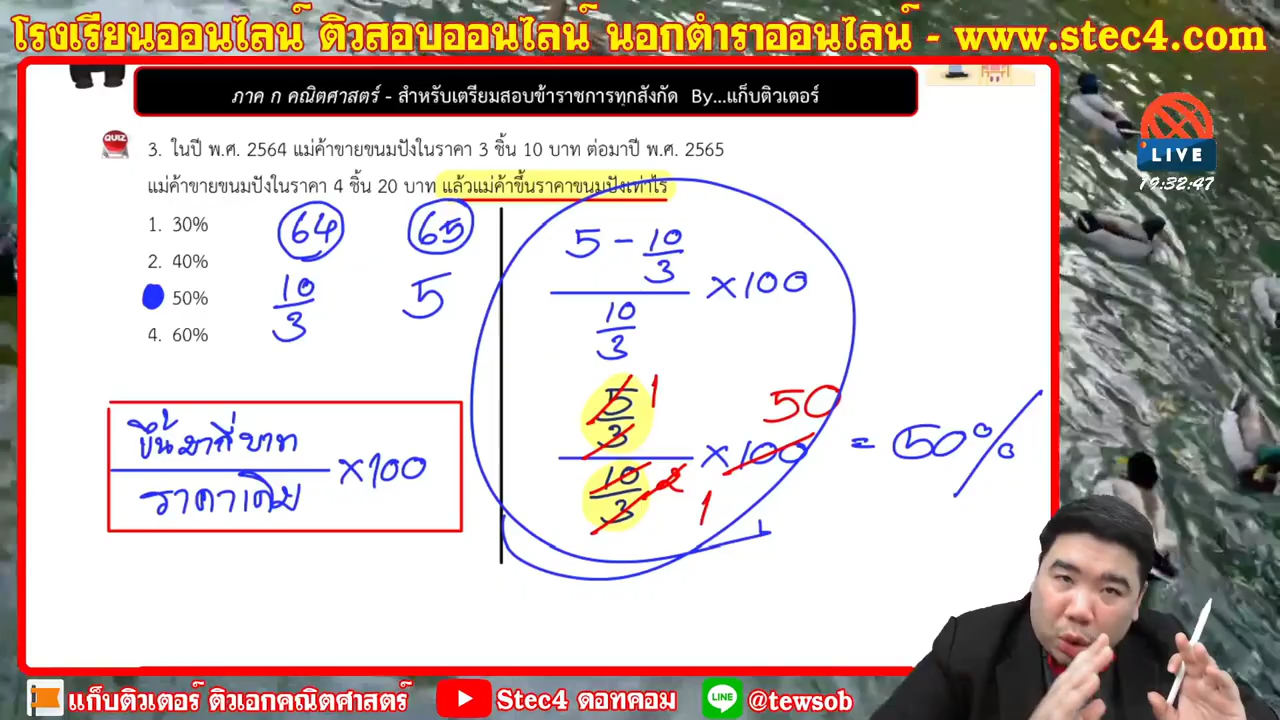 โรงเรียนออนไลน์ ติวสอบออนไลน์ นอกตำราออนไลน์ - www.stec4.com
ภาค ก คณิตศาสตร์ - สำหรับเตรียมสอบข้าราชการทุกสังกัด By...แก็บติวเตอร์
LIVE
19:32:47
QUIZ
3. ในปี พ.ศ. 2564 แม่ค้าขายขนมปังในราคา 3 ชิ้น 10 บาท ต่อมาปี พ.ศ. 2565
แม่ค้าขายขนมปังในราคา 4 ชิ้น 20 บาท แล้วแม่ค้าขึ้นราคาขนมปังเท่าไร
1. 30%
2. 40%
50%
4. 60%
64 65
10/3 5
5 - 10/3
10/3
×100
5/3 1
10/3 2
×100 50
1
= 50%
ขึ้นมากี่บาท
ราคาเดิม
×100
แก็บติวเตอร์ ติวเอกคณิตศาสตร์
Stec4 ดอทคอม
LINE @tewsob